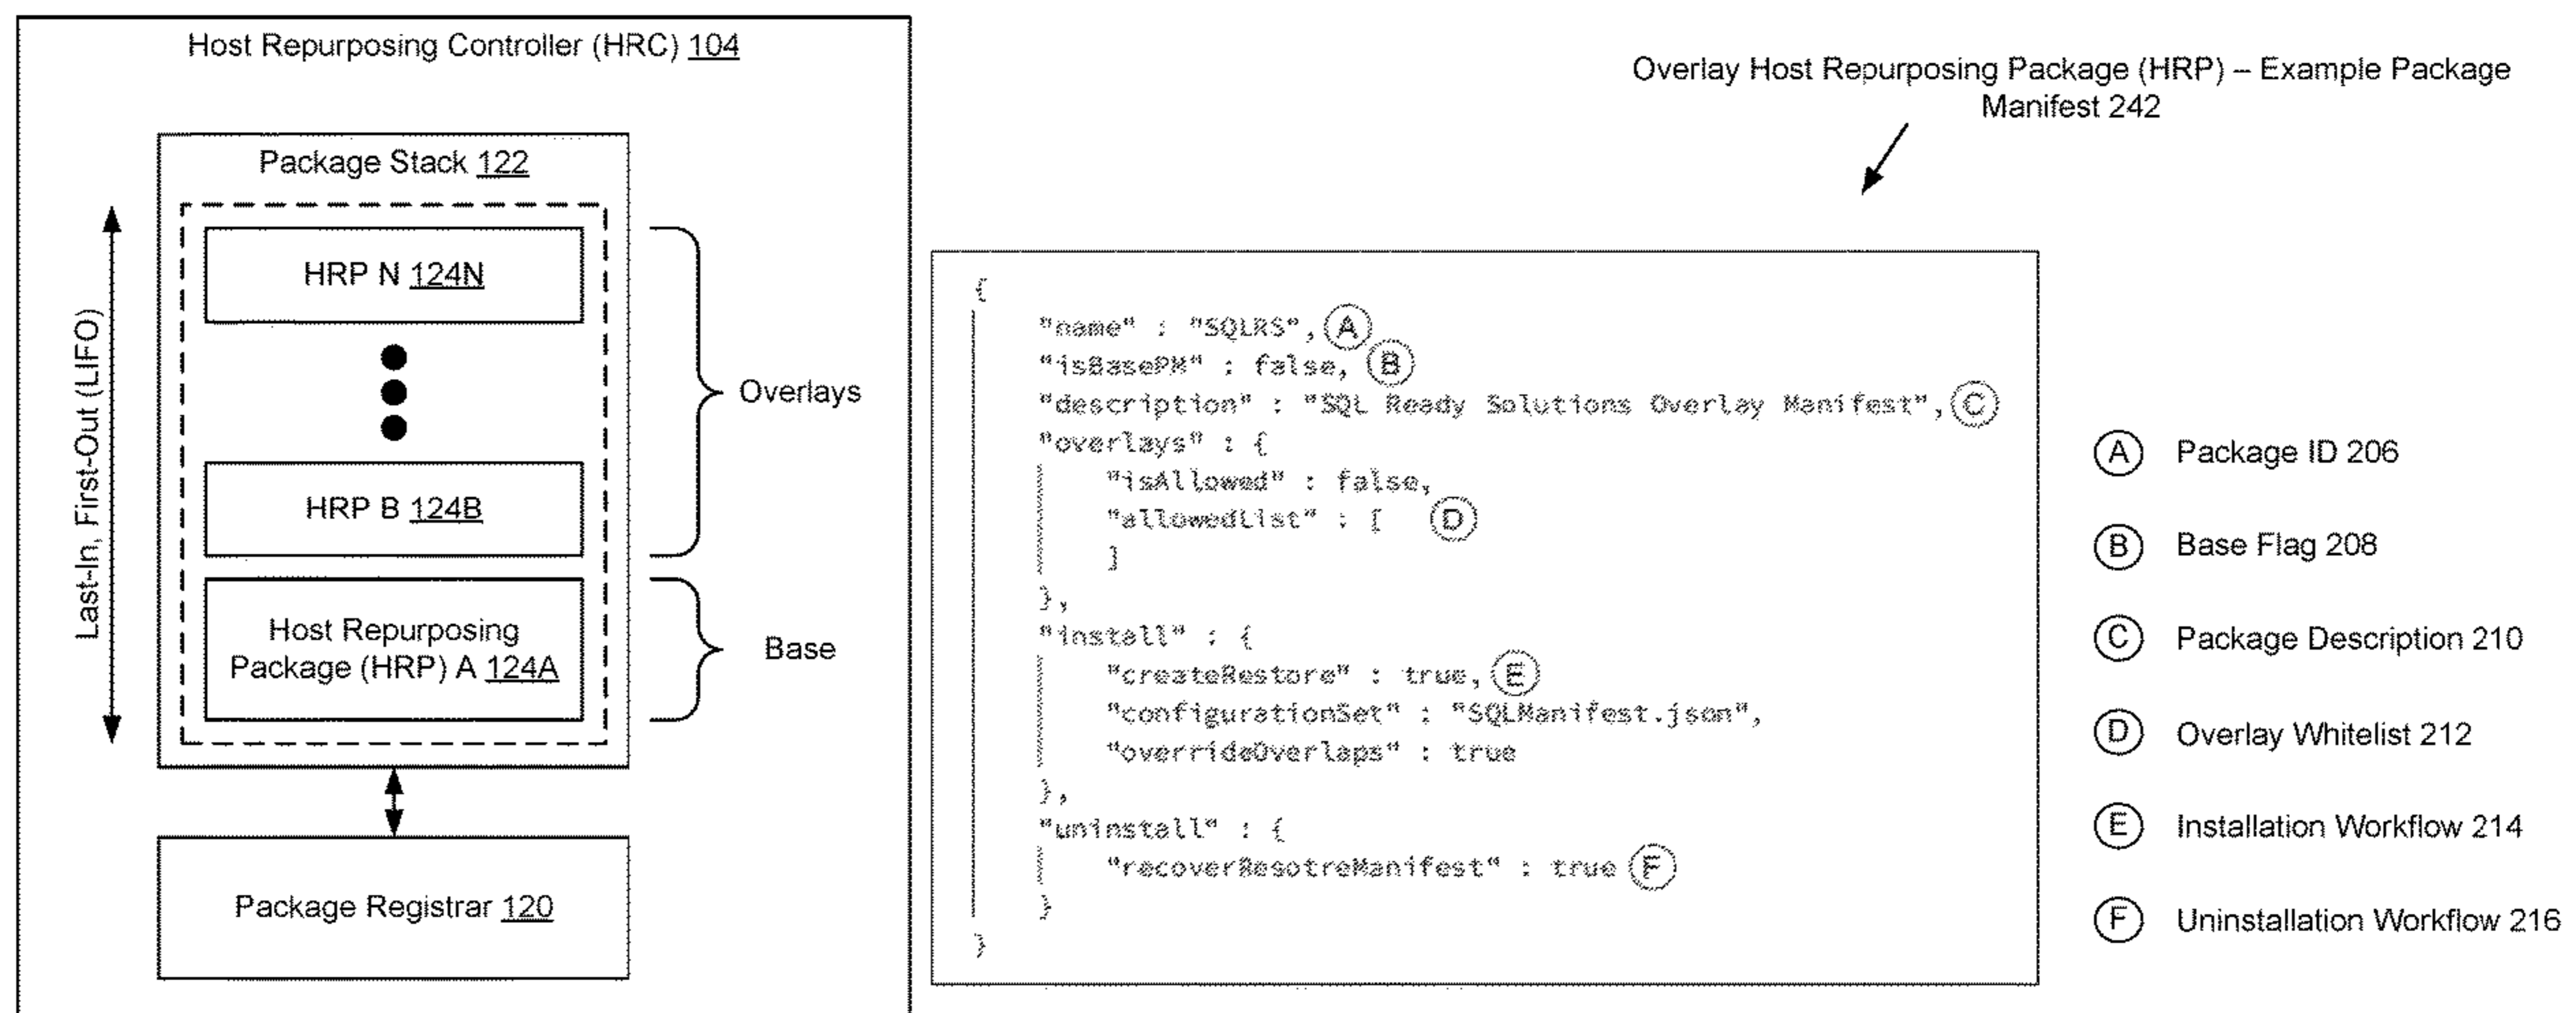 Host Repurposing Controller (HRC) 104
Package Stack 122
HRP N 124N
HRP B 124B
Host Repurposing
Package (HRP) A 124A
Last-In, First-Out (LIFO)
Overlays
Base
Package Registrar 120
Overlay Host Repurposing Package (HRP) – Example Package
Manifest 242
{
"name" : "SQLRS", A
"isBasePM" : false, B
"description" : "SQL Ready Solutions Overlay Manifest", C
"overlays" : {
"isAllowed" : false,
"allowedList" : [ D
]
},
"install" : {
"createRestore" : true, E
"configurationSet" : "SQLManifest.json",
"overrideOverlaps" : true
},
"uninstall" : {
"recoverResotreManifest" : true F
}
}
A Package ID 206
B Base Flag 208
C Package Description 210
D Overlay Whitelist 212
E Installation Workflow 214
F Uninstallation Workflow 216